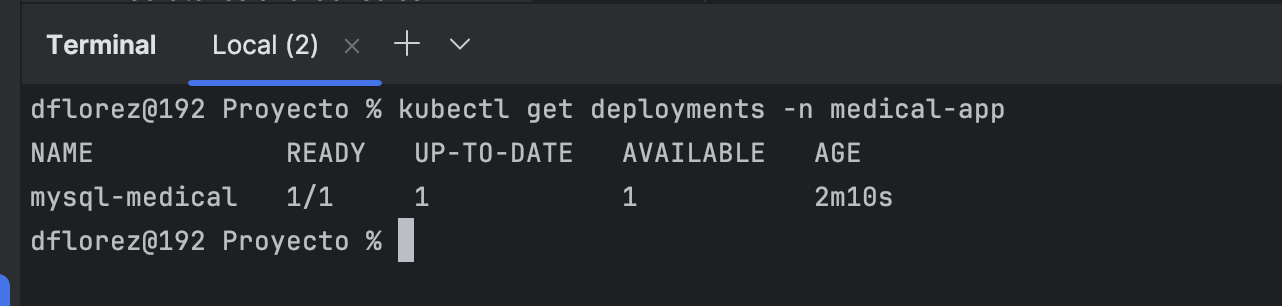 Terminal Local (2)
dflorez@192 Proyecto % kubectl get deployments -n medical-app
NAME READY UP-TO-DATE AVAILABLE AGE
mysql-medical 1/1 1 1 2m10s
dflorez@192 Proyecto %